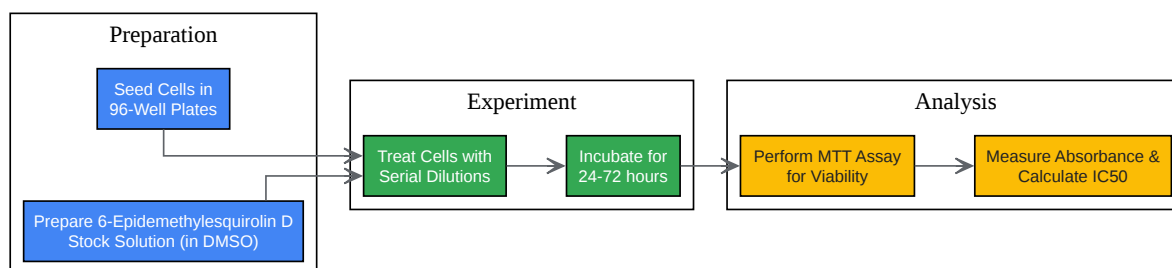 Preparation
Seed Cells in
96-Well Plates
Prepare 6-Epidemethylesquirolin D
Stock Solution (in DMSO)
Experiment
Treat Cells with
Serial Dilutions
Incubate for
24-72 hours
Analysis
Perform MTT Assay
for Viability
Measure Absorbance &
Calculate IC50